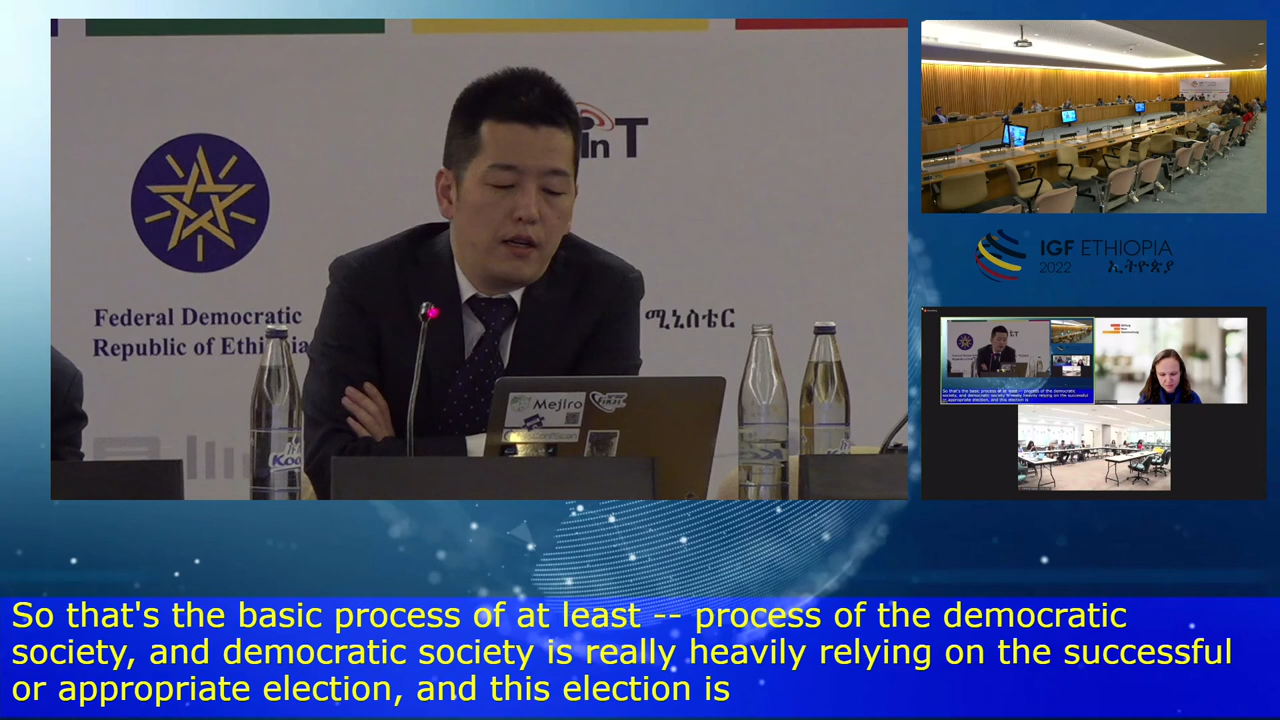 in T
Federal Democratic
Republic of Ethi
ሚኒስቴር
Mejiro
IGF ETHIOPIA
2022 ኢትዮጵያ
So that's the basic process of at least -- process of the democratic
society, and democratic society is really heavily relying on the successful
or appropriate election, and this election is